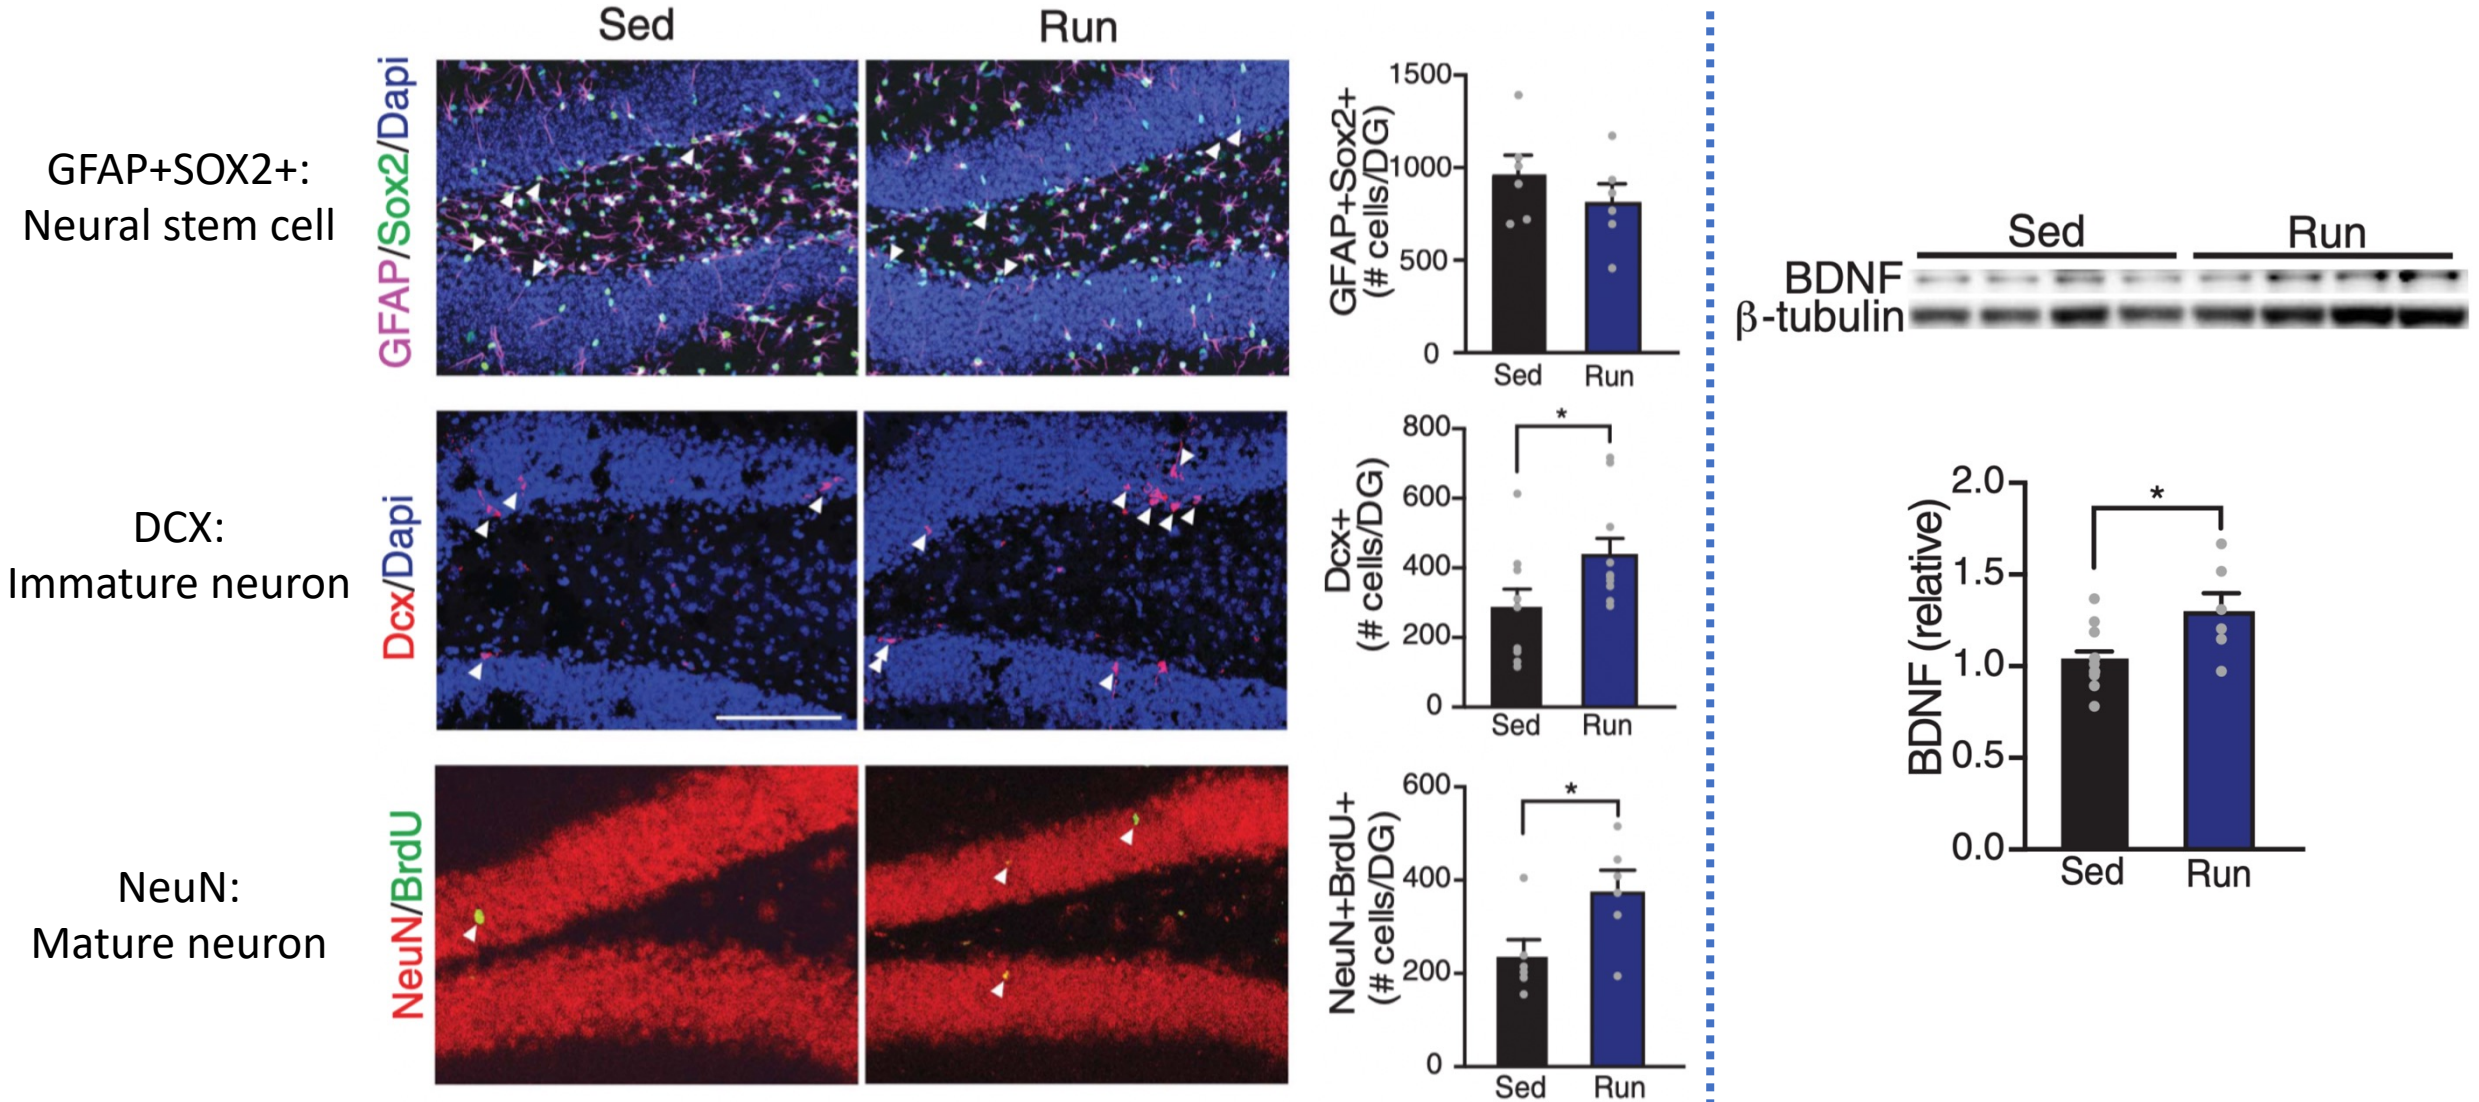 Sed
Run
GFAP+SOX2+:
Neural stem cell
GFAP/Sox2/Dapi
GFAP+Sox2+
(# cells/DG)
1500
1000
500
0
Sed
Run
DCX:
Immature neuron
Dcx/Dapi
Dcx+
(# cells/DG)
800
600
400
200
0
*
Sed
Run
NeuN:
Mature neuron
NeuN/BrdU
NeuN+BrdU+
(# cells/DG)
600
400
200
0
*
Sed
Run
Sed
Run
BDNF
β-tubulin
BDNF (relative)
2.0
1.5
1.0
0.5
0.0
*
Sed
Run